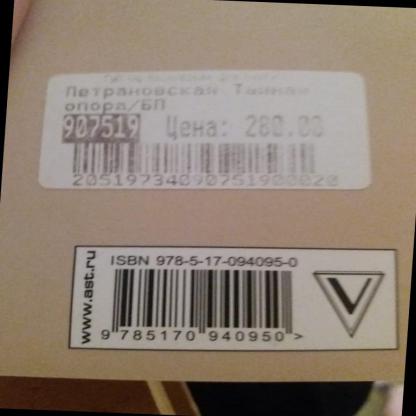 Петрановская Тайная
опора/БП
907519 Цена: 280.00
20519734090751900020
www.ast.ru
ISBN 978-5-17-094095-0
9 785170 940950 >